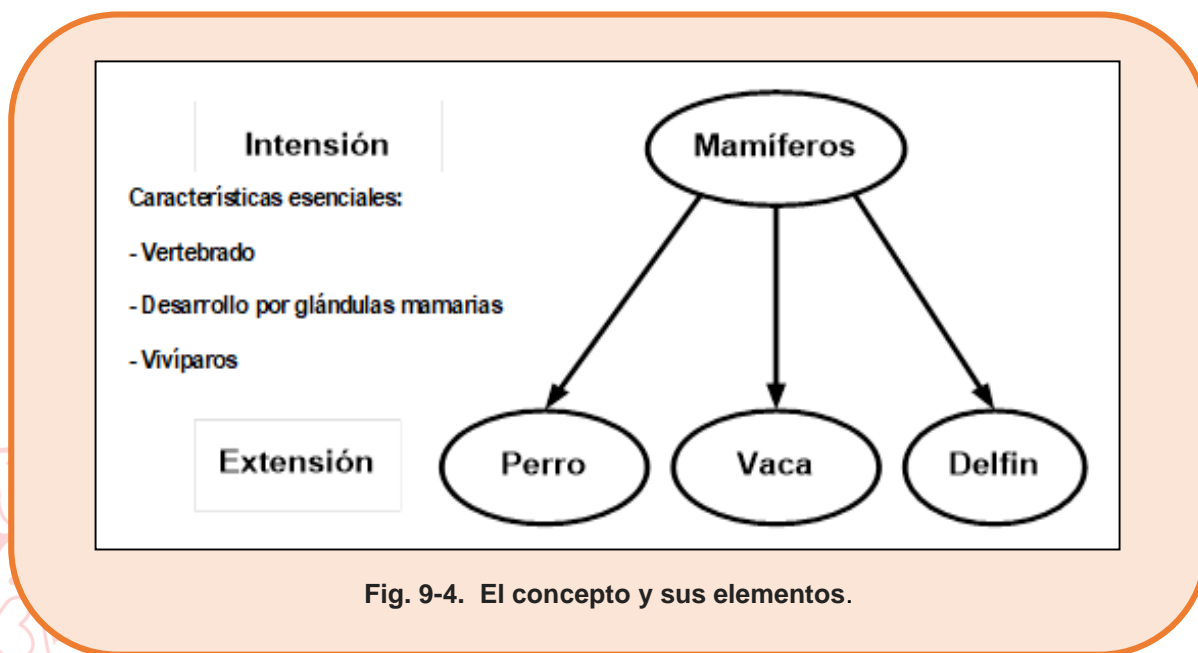 Intensión
Mamíferos
Características esenciales:
- Vertebrado
- Desarrollo por glándulas mamarias
- Vivíparos
Extensión
Perro
Vaca
Delfin
Fig. 9-4. El concepto y sus elementos.